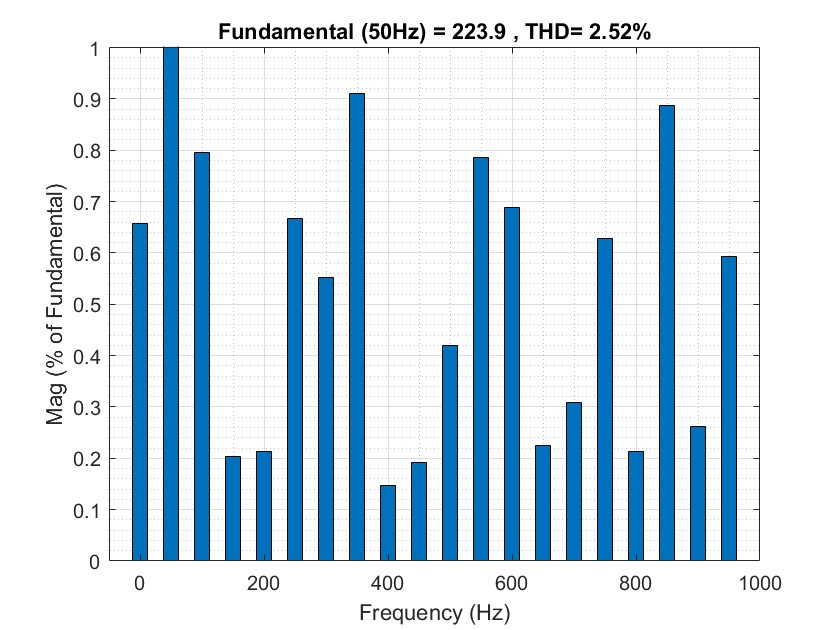 Fundamental (50Hz) = 223.9 , THD= 2.52%
1
0.9
0.8
0.7
0.6
0.5
0.4
0.3
0.2
0.1
0
Mag (% of Fundamental)
0 200 400 600 800 1000
Frequency (Hz)